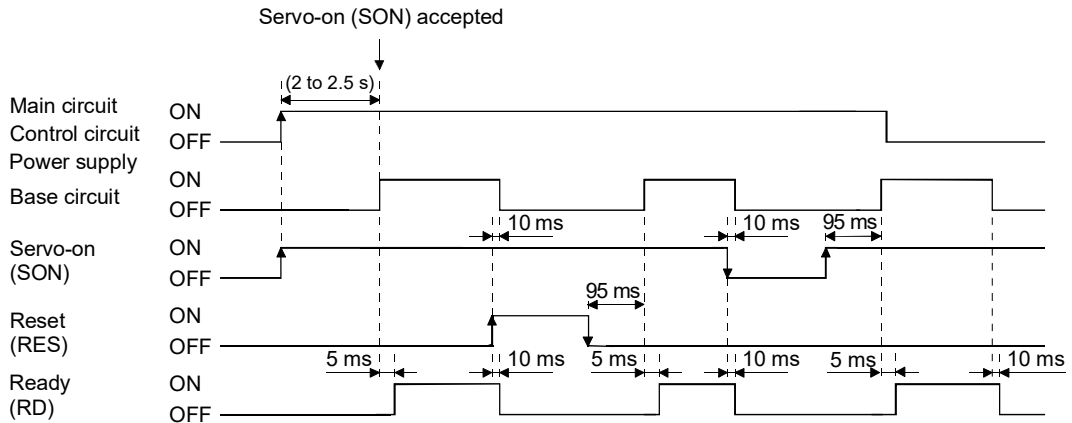 Servo-on (SON) accepted
(2 to 2.5 s)
Main circuit
Control circuit
Power supply
ON
OFF
Base circuit
ON
OFF
10 ms
10 ms
95 ms
Servo-on
(SON)
ON
OFF
95 ms
Reset
(RES)
ON
OFF
5 ms
10 ms
5 ms
10 ms
5 ms
10 ms
Ready
(RD)
ON
OFF